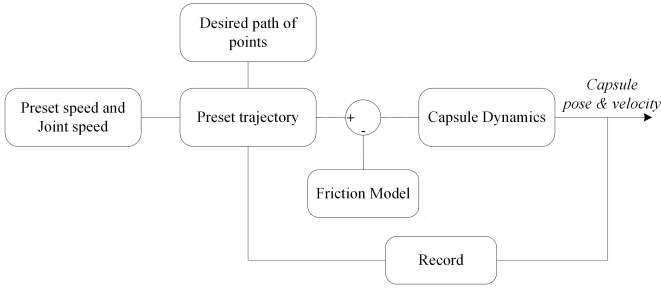 Desired path of
points
Preset speed and
Joint speed
Preset trajectory
+
-
Capsule Dynamics
Capsule
pose & velocity
Friction Model
Record